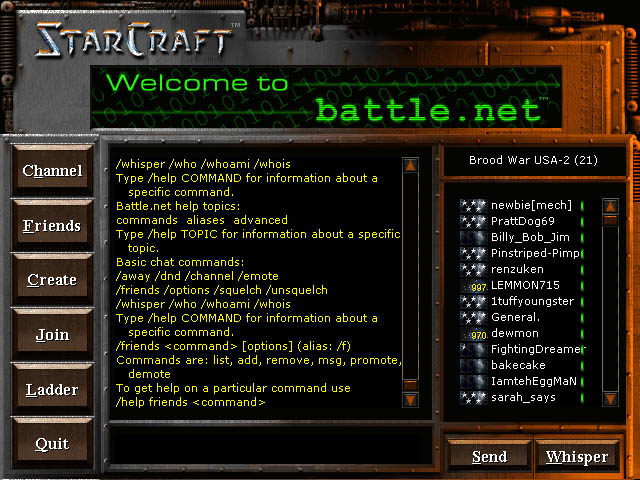 STARCRAFT™
Welcome to
battle.net™
Channel
Friends
Create
Join
Ladder
Quit
/whisper /who /whoami /whois
Type /help COMMAND for information about a
specific command.
Battle.net help topics:
commands aliases advanced
Type /help TOPIC for information about a specific
topic.
Basic chat commands:
/away /dnd /channel /emote
/friends /options /squelch /unsquelch
/whisper /who /whoami /whois
Type /help COMMAND for information about a
specific command.
/friends <command> [options] (alias: /f)
Commands are: list, add, remove, msg, promote,
demote
To get help on a particular command use
/help friends <command>
Brood War USA-2 (21)
newbie[mech]
PrattDog69
Billy_Bob_Jim
Pinstriped-Pimp
renzuken
997 LEMMON715
1tuffyoungster
General.
970 dewmon
FightingDreamer
bakecake
IamtehEggMaN
sarah_says
Send
Whisper